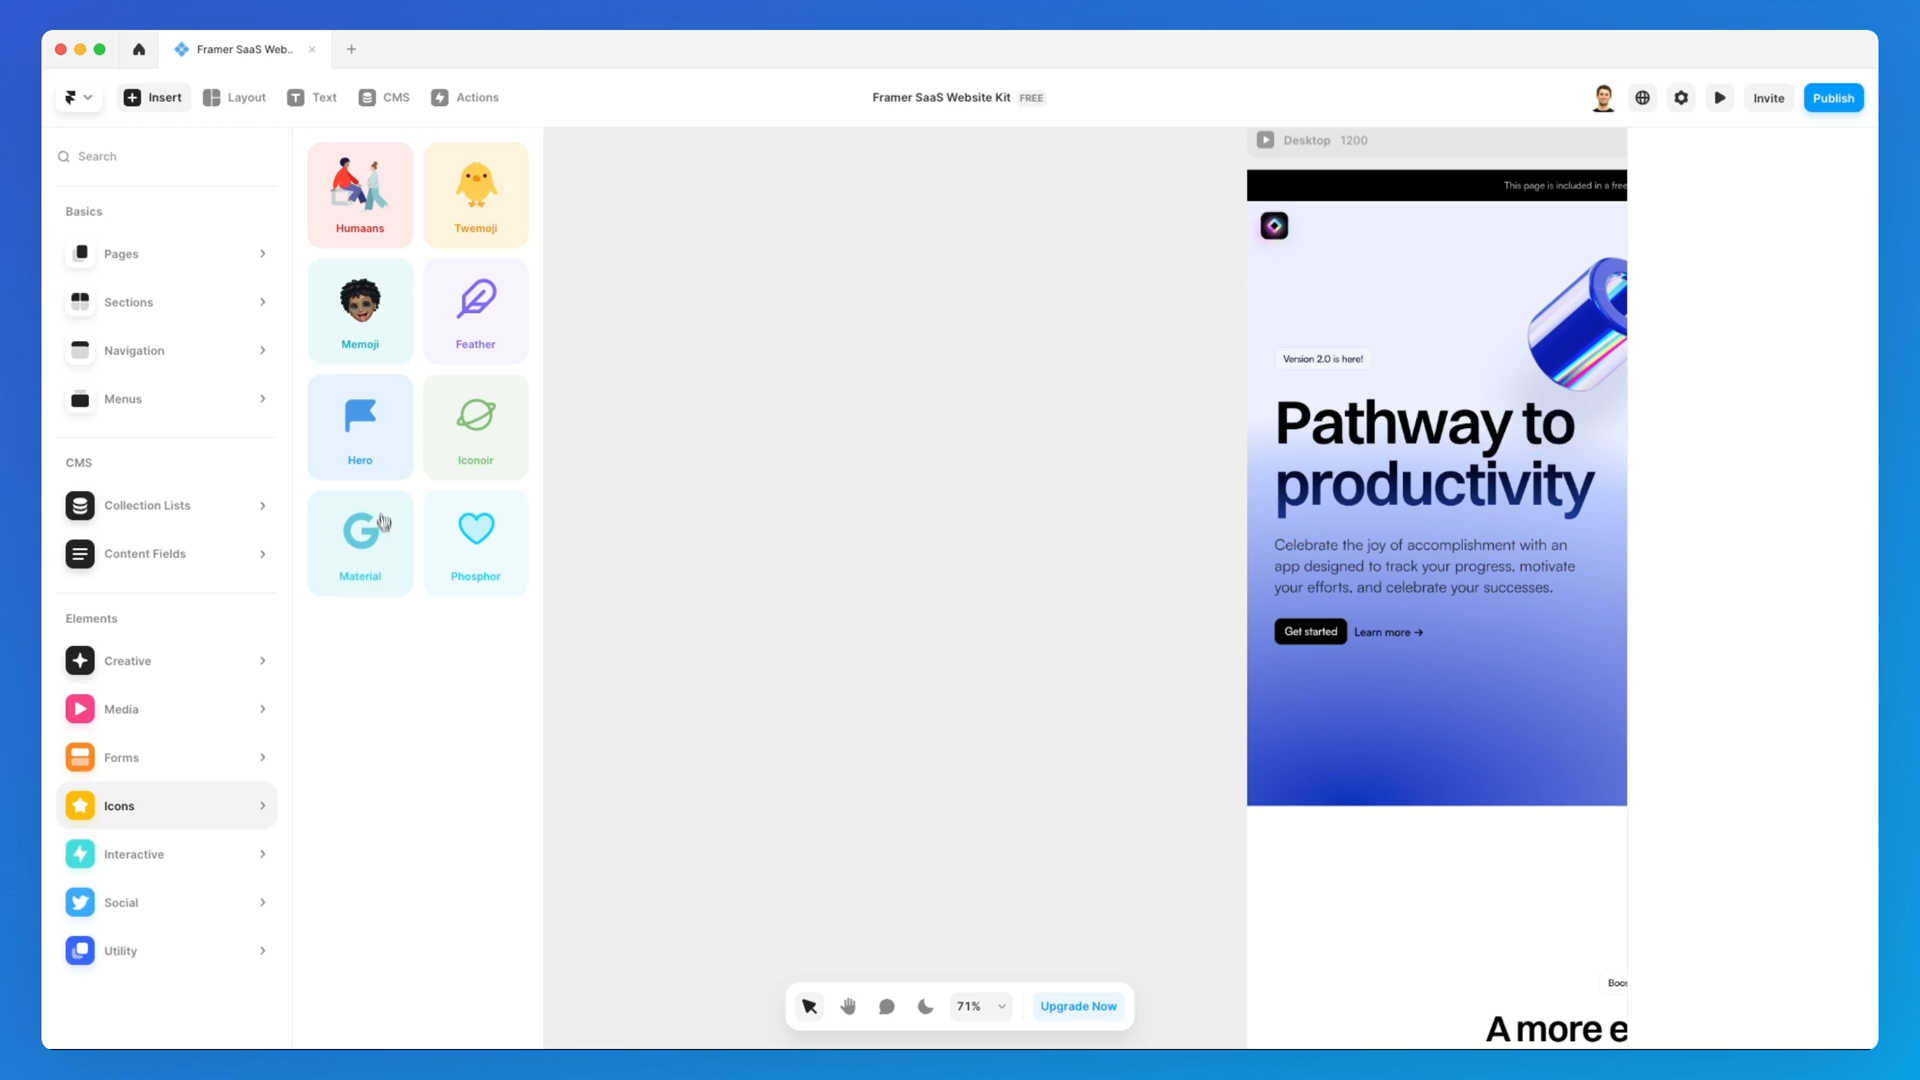 Framer SaaS Web..
Insert
Layout
Text
CMS
Actions
Framer SaaS Website Kit FREE
Invite
Publish
Search
Basics
Pages
Sections
Navigation
Menus
CMS
Collection Lists
Content Fields
Elements
Creative
Media
Forms
Icons
Interactive
Social
Utility
Humaans
Twemoji
Memoji
Feather
Hero
Iconoir
Material
Phosphor
Desktop 1200
This page is included in a free
Version 2.0 is here!
Pathway to
productivity
Celebrate the joy of accomplishment with an
app designed to track your progress, motivate
your efforts, and celebrate your successes.
Get started
Learn more →
Boos
A more e
71%
Upgrade Now